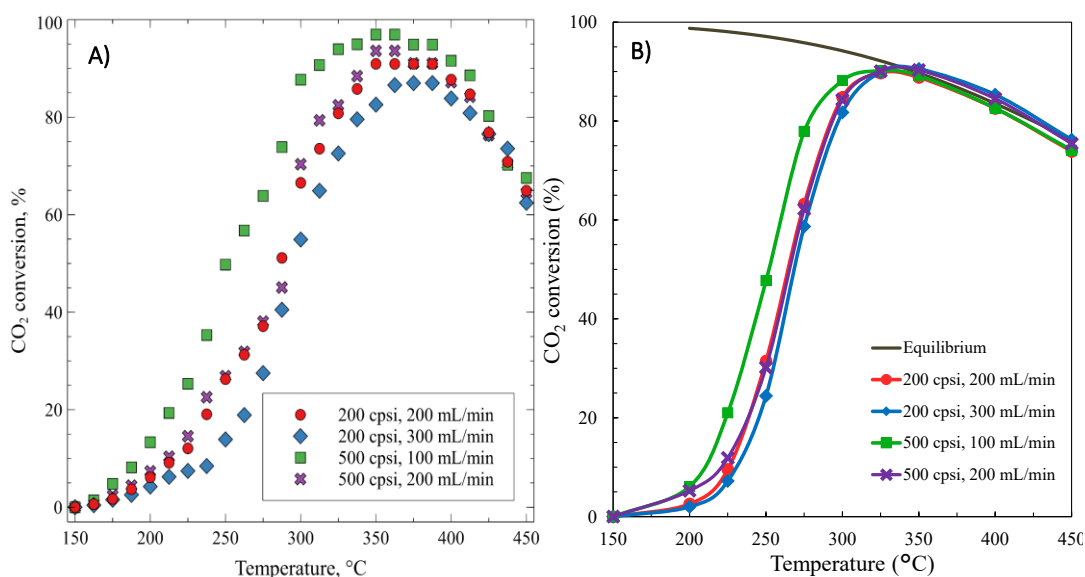 A)
CO2 conversion, %
100
80
60
40
20
0
200 cpsi, 200 mL/min
200 cpsi, 300 mL/min
500 cpsi, 100 mL/min
500 cpsi, 200 mL/min
150 200 250 300 350 400 450
Temperature, °C
B)
CO2 conversion (%)
100
80
60
40
20
0
Equilibrium
200 cpsi, 200 mL/min
200 cpsi, 300 mL/min
500 cpsi, 100 mL/min
500 cpsi, 200 mL/min
150 200 250 300 350 400 450
Temperature (°C)